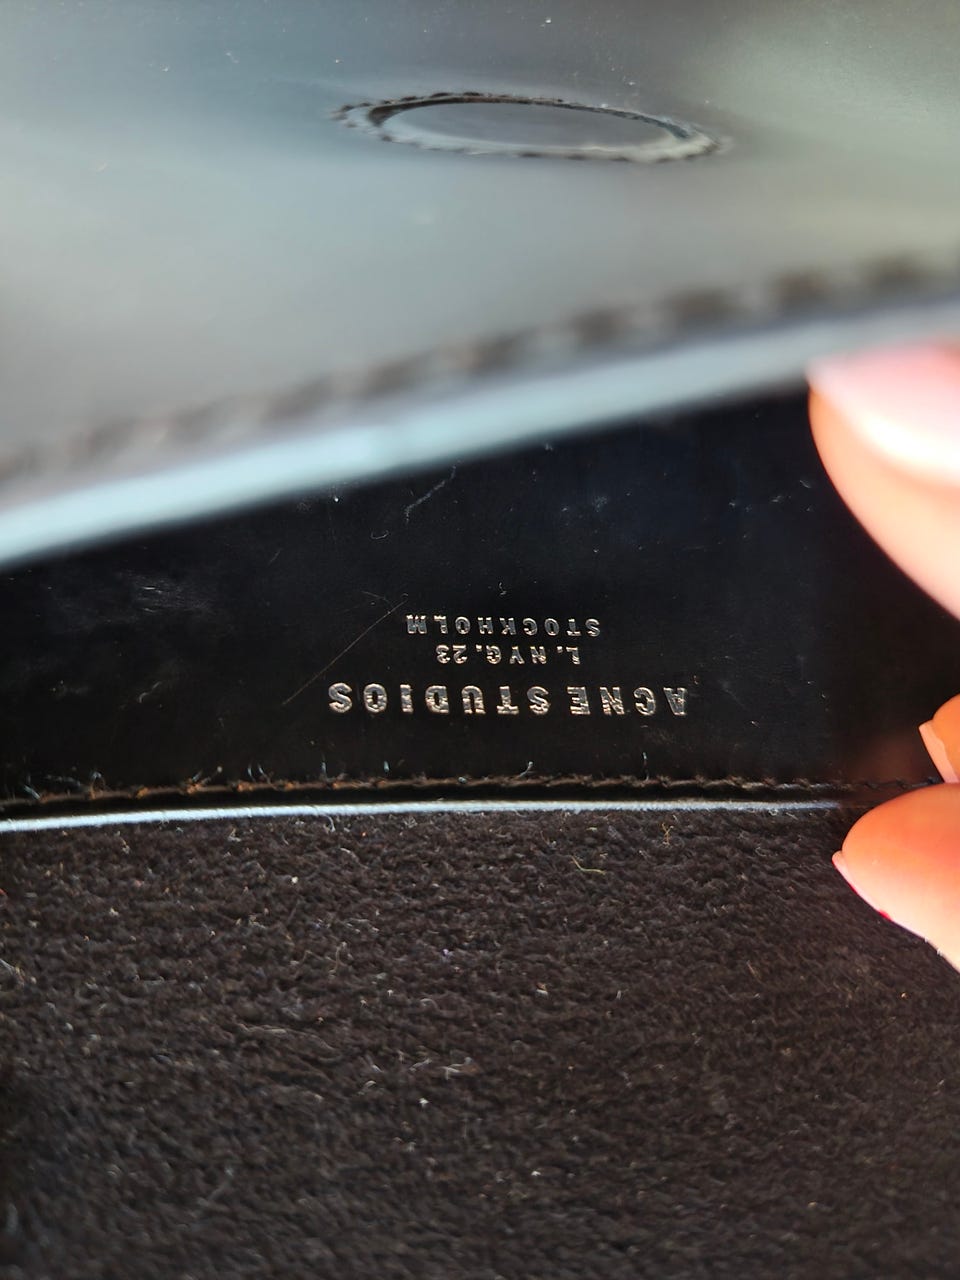 ACNE STUDIOS
L. NYG. 23
STOCKHOLM